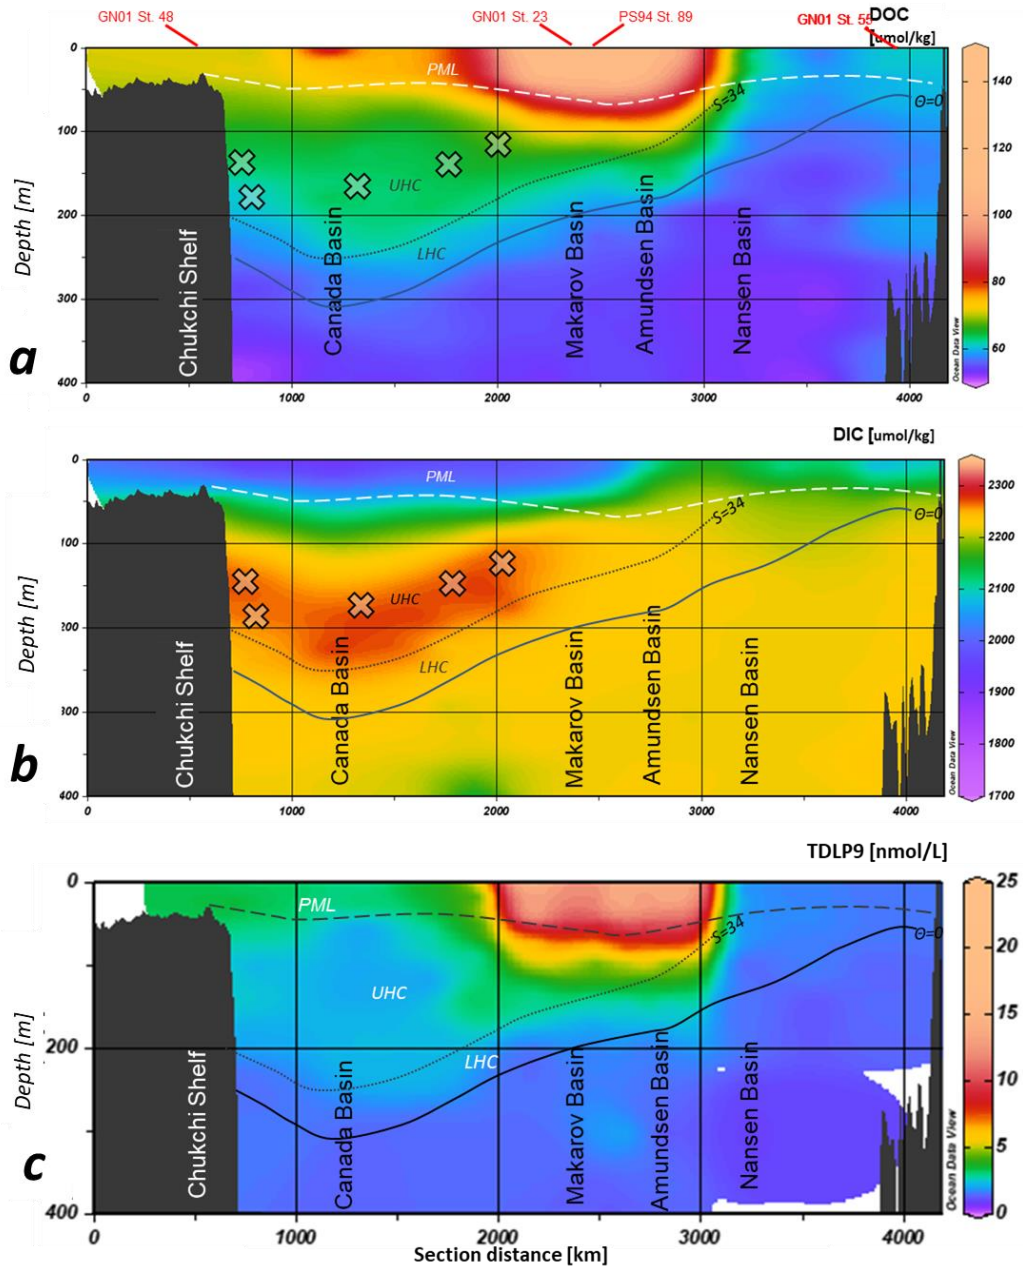 GN01 St. 48
GN01 St. 23
PS94 St. 89
GN01 St. 55
DOC
[umol/kg]
0
100
200
300
400
Depth [m]
PML
UHC
LHC
S=34
Θ=0
Chukchi Shelf
Canada Basin
Makarov Basin
Amundsen Basin
Nansen Basin
Ocean Data View
140
120
100
80
60
a
0
1000
2000
3000
4000
DIC [umol/kg]
0
100
200
300
400
Depth [m]
PML
UHC
LHC
S=34
Θ=0
Chukchi Shelf
Canada Basin
Makarov Basin
Amundsen Basin
Nansen Basin
Ocean Data View
2300
2200
2100
2000
1900
1800
1700
b
0
1000
2000
3000
4000
TDLP9 [nmol/L]
0
200
400
Depth [m]
PML
UHC
LHC
S=34
Θ=0
Chukchi Shelf
Canada Basin
Makarov Basin
Amundsen Basin
Nansen Basin
Ocean Data View
25
20
15
10
5
0
c
0
1000
2000
3000
4000
Section distance [km]